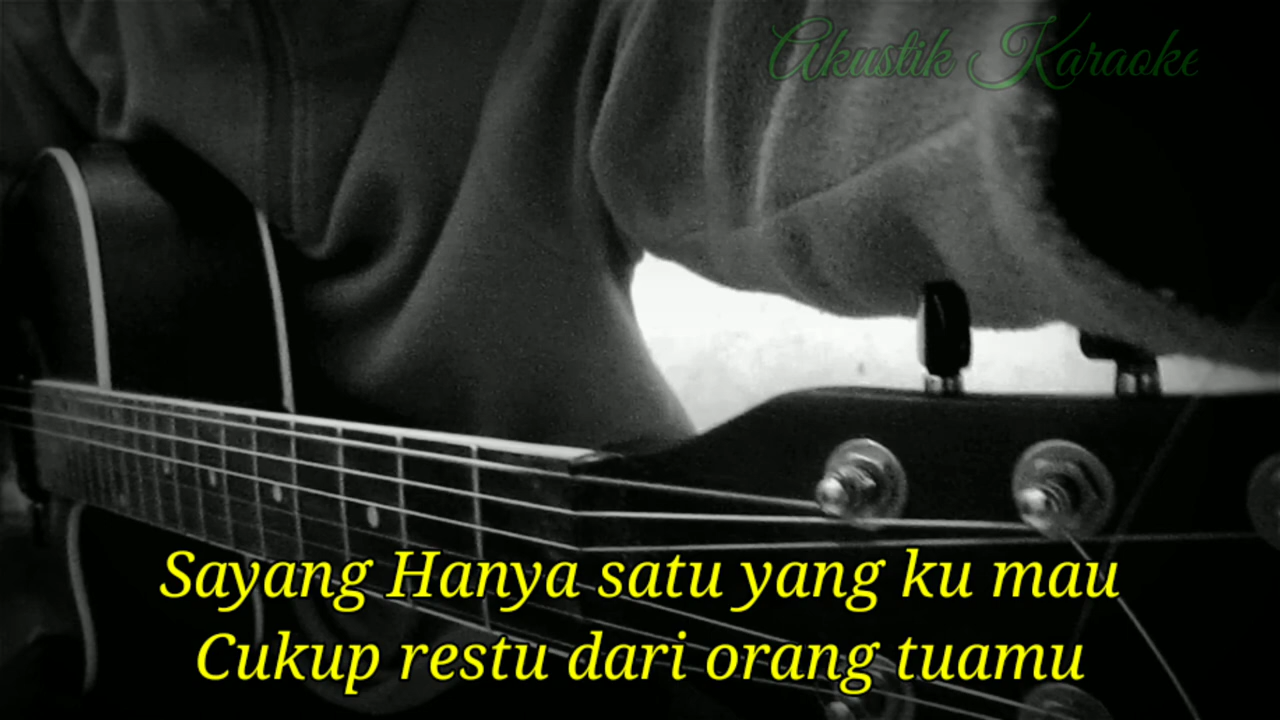 Akustik Karaoke
Sayang Hanya satu yang ku mau
Cukup restu dari orang tuamu